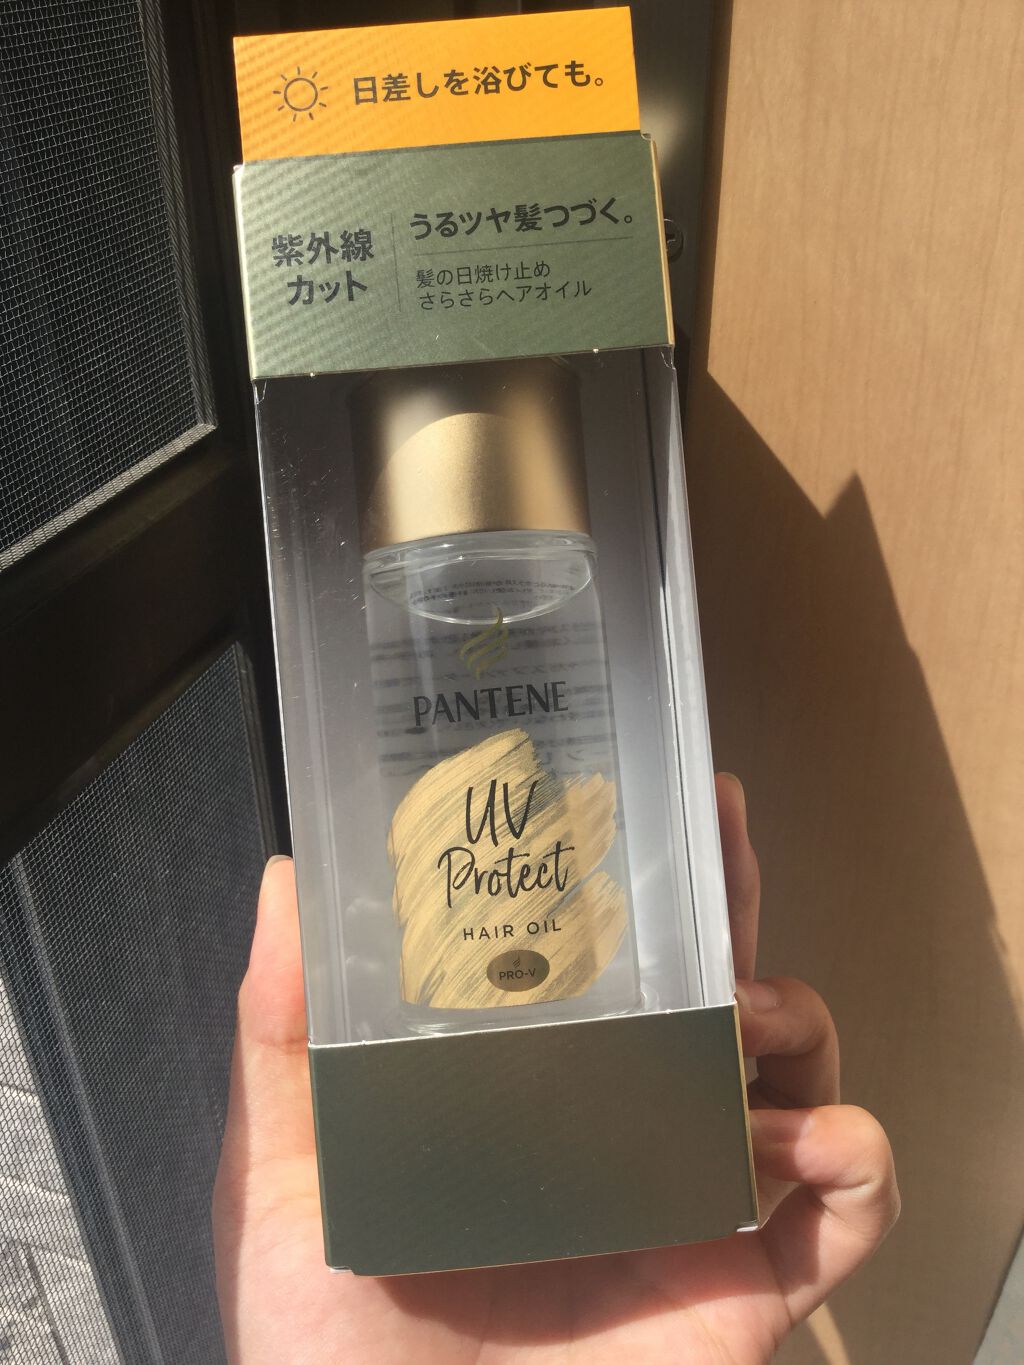 日差しを浴びても。
紫外線
カット
うるツヤ髪つづく。
髪の日焼け止め
さらさらヘアオイル
PANTENE
UV
Protect
HAIR OIL
PRO-V